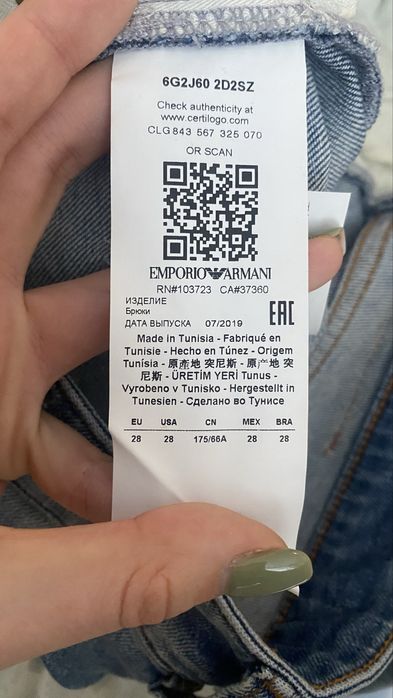 6G2J60 2D2SZ
Check authenticity at
www.certilogo.com
CLG 843 567 325 070
OR SCAN
EMPORIO ARMANI
RN#103723 CA#37360
ИЗДЕЛИЕ
Брюки
ДАТА ВЫПУСКА 07/2019
EAC
Made in Tunisia - Fabriqué en
Tunisie - Hecho en Túnez - Origem
Tunísia - 原產地 突尼斯 - 原产地 突
尼斯 - ÜRETİM YERİ Tunus -
Vyrobeno v Tunisko - Hergestellt in
Tunesien - Сделано во Тунисе
EU USA CN MEX BRA
28 28 175/66A 28 28